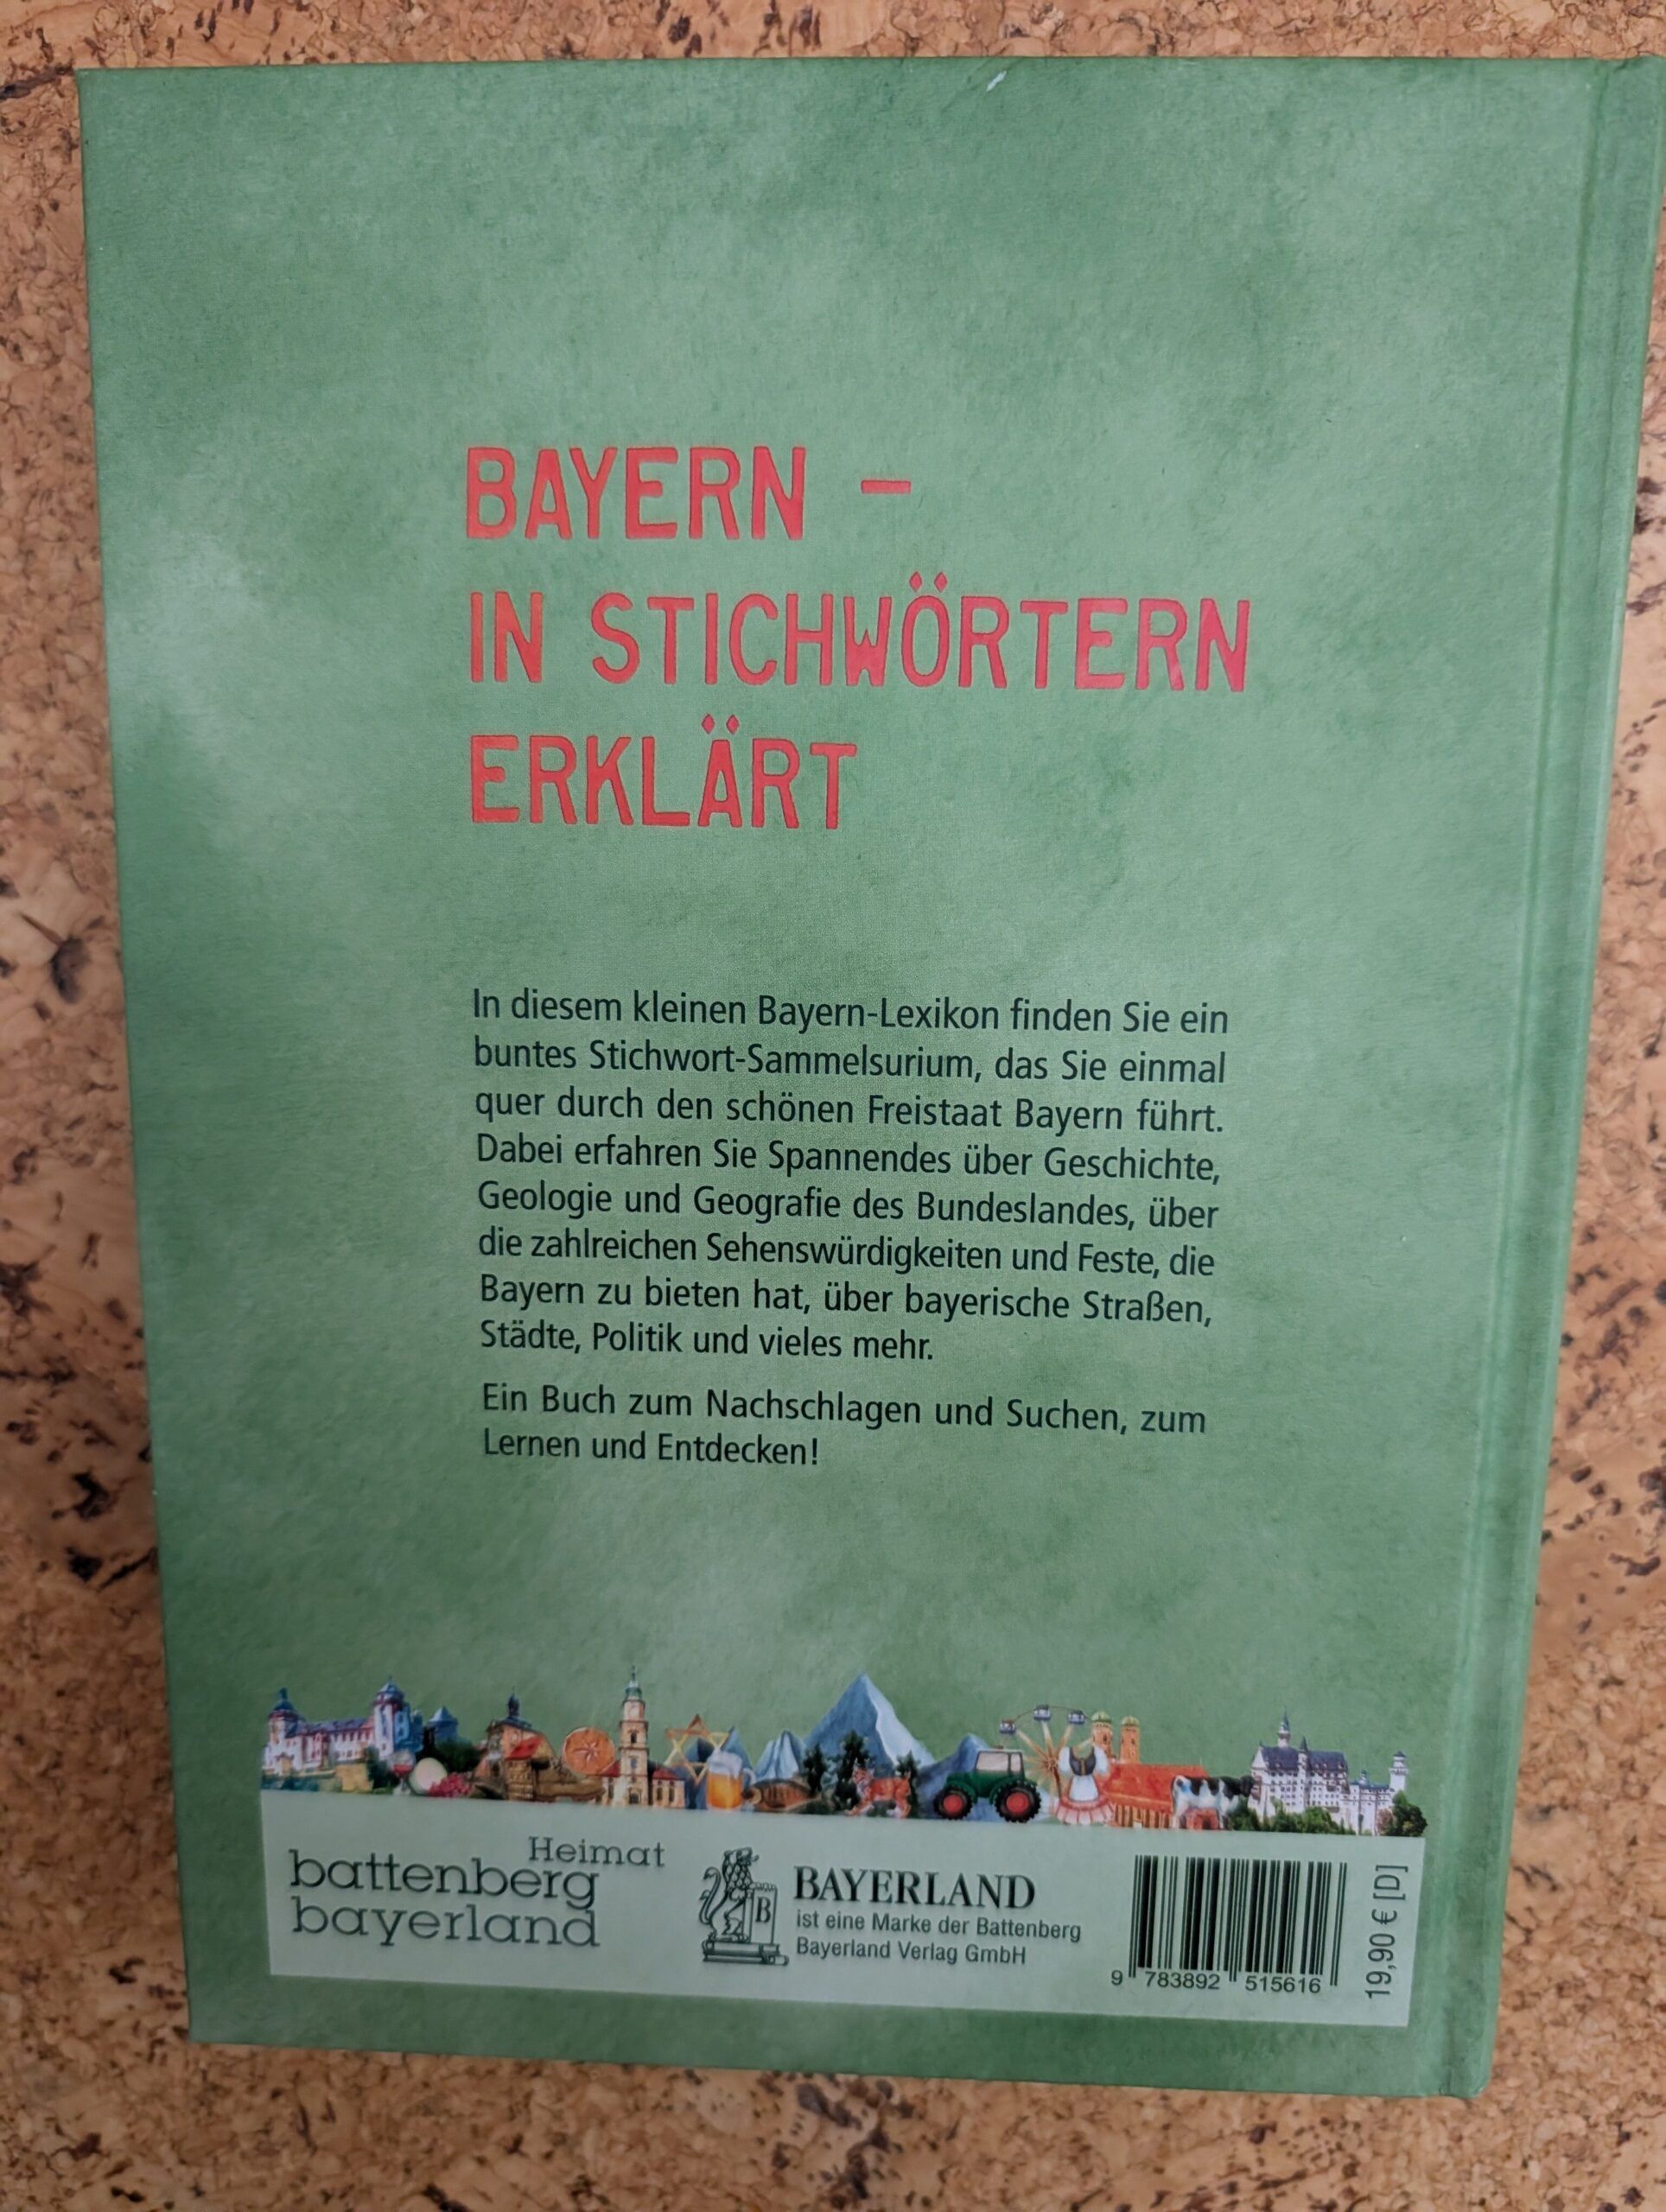 BAYERN –
IN STICHWÖRTERN
ERKLÄRT
In diesem kleinen Bayern-Lexikon finden Sie ein
buntes Stichwort-Sammelsurium, das Sie einmal
quer durch den schönen Freistaat Bayern führt.
Dabei erfahren Sie Spannendes über Geschichte,
Geologie und Geografie des Bundeslandes, über
die zahlreichen Sehenswürdigkeiten und Feste, die
Bayern zu bieten hat, über bayerische Straßen,
Städte, Politik und vieles mehr.
Ein Buch zum Nachschlagen und Suchen, zum
Lernen und Entdecken!
Heimat
battenberg
bayerland
B
BAYERLAND
ist eine Marke der Battenberg
Bayerland Verlag GmbH
9 783892 515616
19,90 € [D]